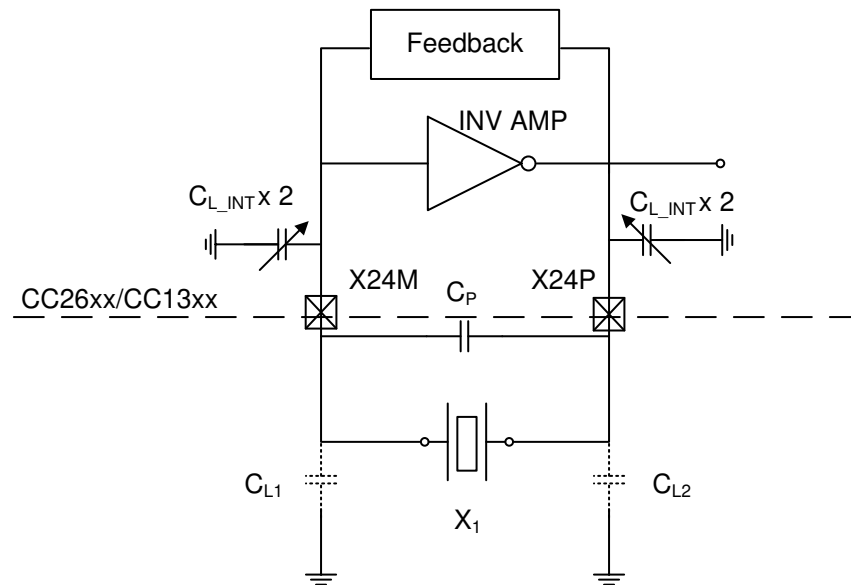 Feedback
INV AMP
C_L_INT x 2
C_L_INT x 2
X24M
C_P
X24P
CC26xx/CC13xx
C_L1
X_1
C_L2